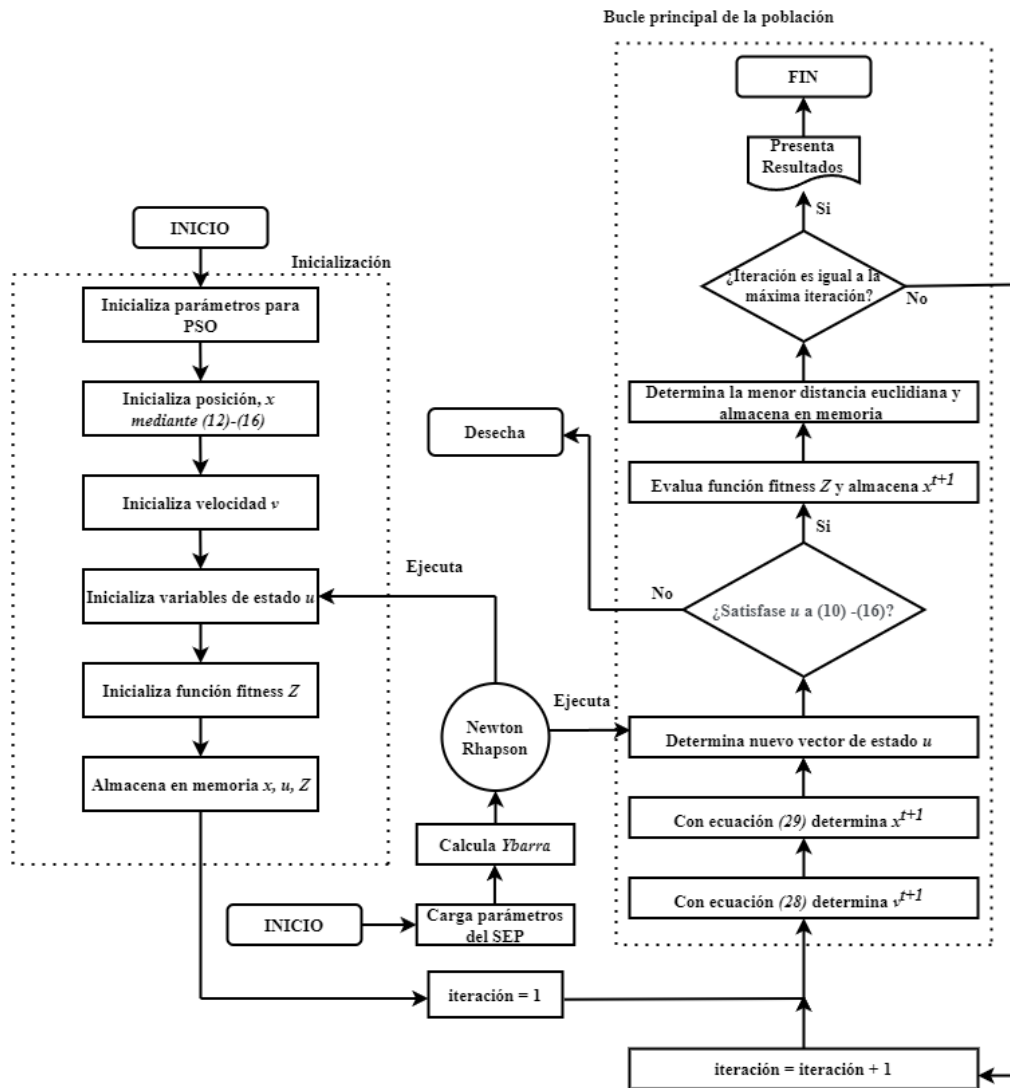 Bucle principal de la población
FIN
Presenta
Resultados
Si
¿Iteración es igual a la
máxima iteración?
No
Determina la menor distancia euclidiana y
almacena en memoria
Evalua función fitness Z y almacena x^{t+1}
Si
¿Satisfase u a (10) -(16)?
No
Desecha
Determina nuevo vector de estado u
Con ecuación (29) determina x^{t+1}
Con ecuación (28) determina v^{t+1}
INICIO
Inicialización
Inicializa parámetros para
PSO
Inicializa posición, x
mediante (12)-(16)
Inicializa velocidad v
Inicializa variables de estado u
Inicializa función fitness Z
Almacena en memoria x, u, Z
Ejecuta
Ejecuta
Newton
Rhapson
Calcula Ybarra
INICIO
Carga parámetros
del SEP
iteración = 1
iteración = iteración + 1